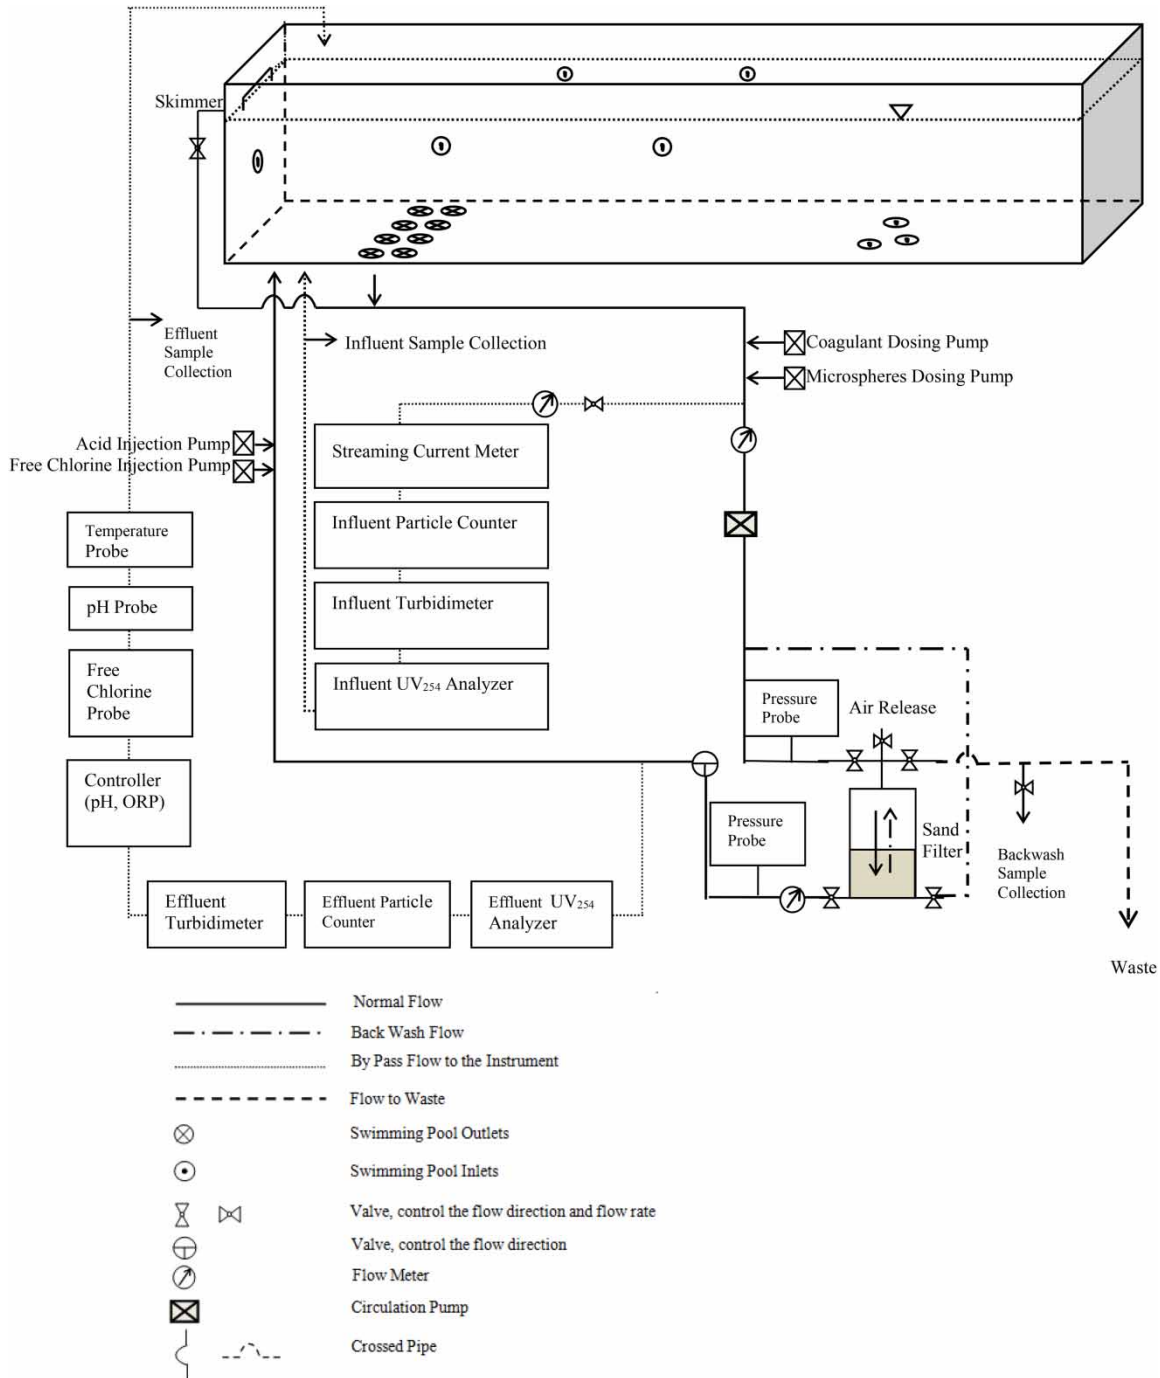 Skimmer
Effluent
Sample
Collection
Influent Sample Collection
Coagulant Dosing Pump
Microspheres Dosing Pump
Acid Injection Pump
Free Chlorine Injection Pump
Streaming Current Meter
Influent Particle Counter
Influent Turbidimeter
Influent UV254 Analyzer
Temperature
Probe
pH Probe
Free
Chlorine
Probe
Controller
(pH, ORP)
Pressure
Probe
Air Release
Pressure
Probe
Sand
Filter
Backwash
Sample
Collection
Effluent
Turbidimeter
Effluent Particle
Counter
Effluent UV254
Analyzer
Waste
Normal Flow
Back Wash Flow
By Pass Flow to the Instrument
Flow to Waste
Swimming Pool Outlets
Swimming Pool Inlets
Valve, control the flow direction and flow rate
Valve, control the flow direction
Flow Meter
Circulation Pump
Crossed Pipe